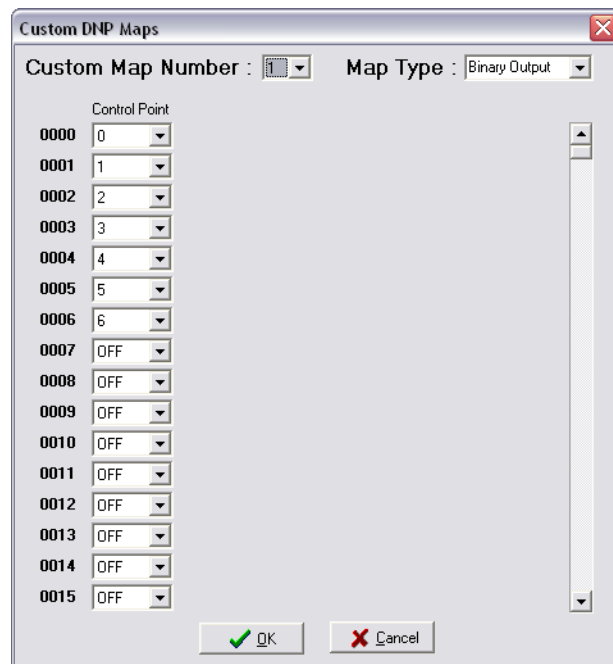 Custom DNP Maps
Custom Map Number : 1 Map Type : Binary Output
Control Point
0000 0
0001 1
0002 2
0003 3
0004 4
0005 5
0006 6
0007 OFF
0008 OFF
0009 OFF
0010 OFF
0011 OFF
0012 OFF
0013 OFF
0014 OFF
0015 OFF
OK Cancel